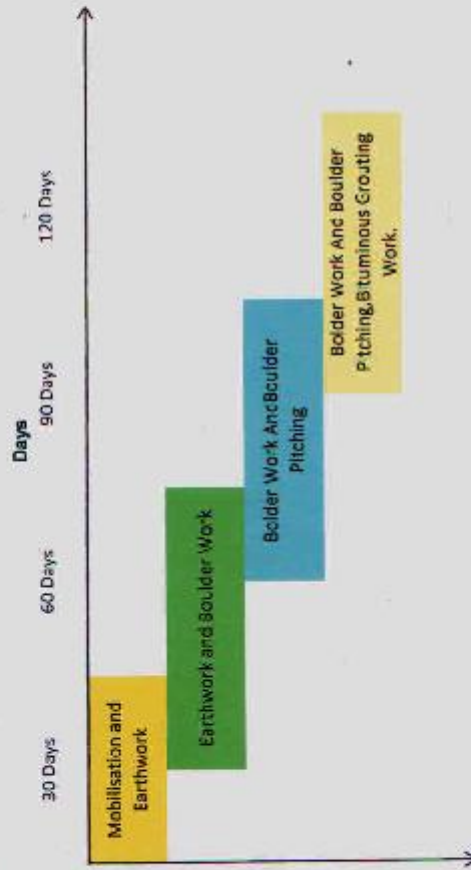 Days
30 Days
60 Days
90 Days
120 Days
Mobilisation and
Earthwork
Earthwork and Boulder Work
Bolder Work And Boulder
Pitching
Bolder Work And Boulder
Pitching,Bituminous Grouting
Work.